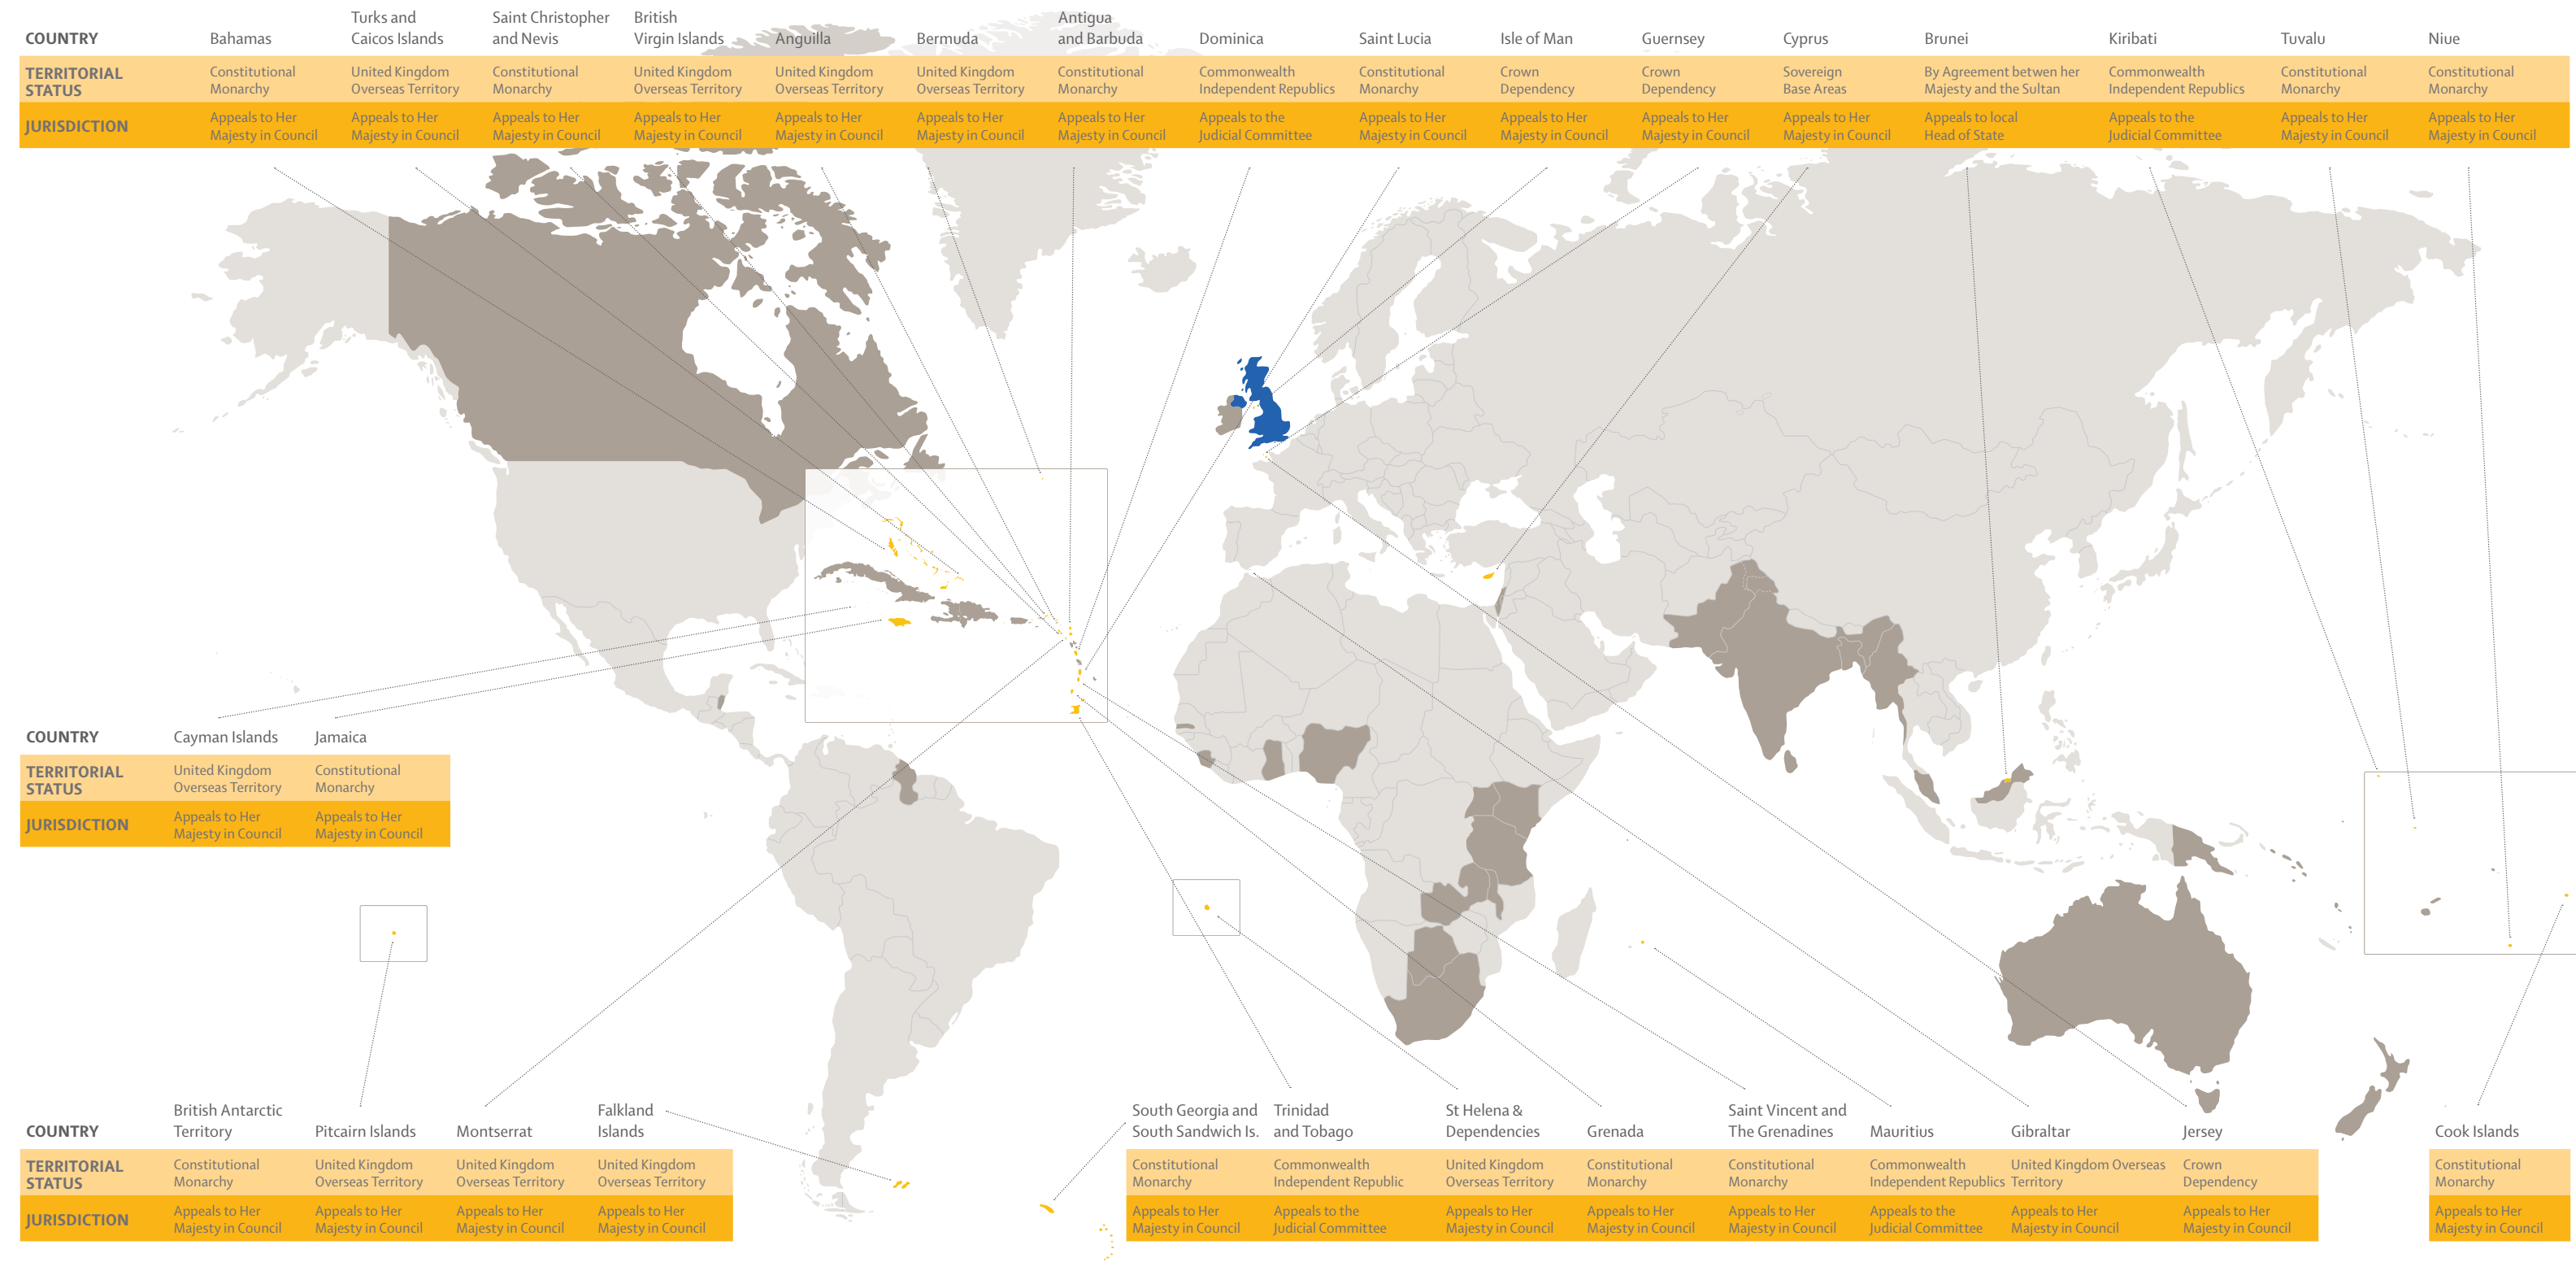 Turks and Saint Christopher British Antigua
COUNTRY Bahamas Caicos Islands and Nevis Virgin Islands Anguilla Bermuda and Barbuda Dominica Saint Lucia Isle of Man Guernsey Cyprus Brunei Kiribati Tuvalu Niue
TERRITORIAL Constitutional United Kingdom Constitutional United Kingdom United Kingdom United Kingdom Constitutional Commonwealth Constitutional Crown Crown Sovereign By Agreement betwen her Commonwealth Constitutional Constitutional
STATUS Monarchy Overseas Territory Monarchy Overseas Territory Overseas Territory Overseas Territory Monarchy Independent Republics Monarchy Dependency Dependency Base Areas Majesty and the Sultan Independent Republics Monarchy Monarchy
JURISDICTION Appeals to Her Appeals to Her Appeals to Her Appeals to Her Appeals to Her Appeals to Her Appeals to Her Appeals to the Appeals to Her Appeals to Her Appeals to Her Appeals to Her Appeals to local Appeals to the Appeals to Her Appeals to Her
Majesty in Council Majesty in Council Majesty in Council Majesty in Council Majesty in Council Majesty in Council Majesty in Council Judicial Committee Majesty in Council Majesty in Council Majesty in Council Majesty in Council Head of State Judicial Committee Majesty in Council Majesty in Council
COUNTRY Cayman Islands Jamaica
TERRITORIAL United Kingdom Constitutional
STATUS Overseas Territory Monarchy
JURISDICTION Appeals to Her Appeals to Her
Majesty in Council Majesty in Council
British Antarctic Falkland
COUNTRY Territory Pitcairn Islands Montserrat Islands
TERRITORIAL Constitutional United Kingdom United Kingdom United Kingdom
STATUS Monarchy Overseas Territory Overseas Territory Overseas Territory
JURISDICTION Appeals to Her Appeals to Her Appeals to Her Appeals to Her
Majesty in Council Majesty in Council Majesty in Council Majesty in Council
South Georgia and Trinidad St Helena & Saint Vincent and
South Sandwich Is. and Tobago Dependencies Grenada The Grenadines Mauritius Gibraltar Jersey
Constitutional Commonwealth United Kingdom Constitutional Constitutional Commonwealth United Kingdom Overseas Crown
Monarchy Independent Republic Overseas Territory Monarchy Monarchy Independent Republics Territory Dependency
Appeals to Her Appeals to the Appeals to Her Appeals to Her Appeals to Her Appeals to the Appeals to Her Appeals to Her
Majesty in Council Judicial Committee Majesty in Council Majesty in Council Majesty in Council Judicial Committee Majesty in Council Majesty in Council
Cook Islands
Constitutional
Monarchy
Appeals to Her
Majesty in Council